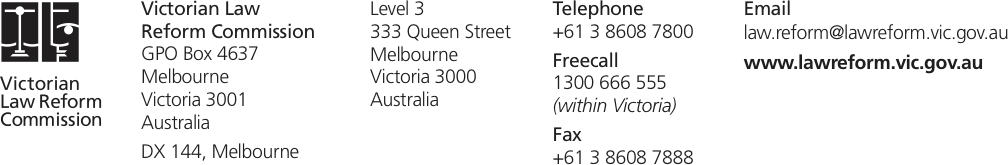 Victorian
Law Reform
Commission
Victorian Law
Reform Commission
GPO Box 4637
Melbourne
Victoria 3001
Australia
DX 144, Melbourne
Level 3
333 Queen Street
Melbourne
Victoria 3000
Australia
Telephone
+61 3 8608 7800
Freecall
1300 666 555
(within Victoria)
Fax
+61 3 8608 7888
Email
law.reform@lawreform.vic.gov.au
www.lawreform.vic.gov.au